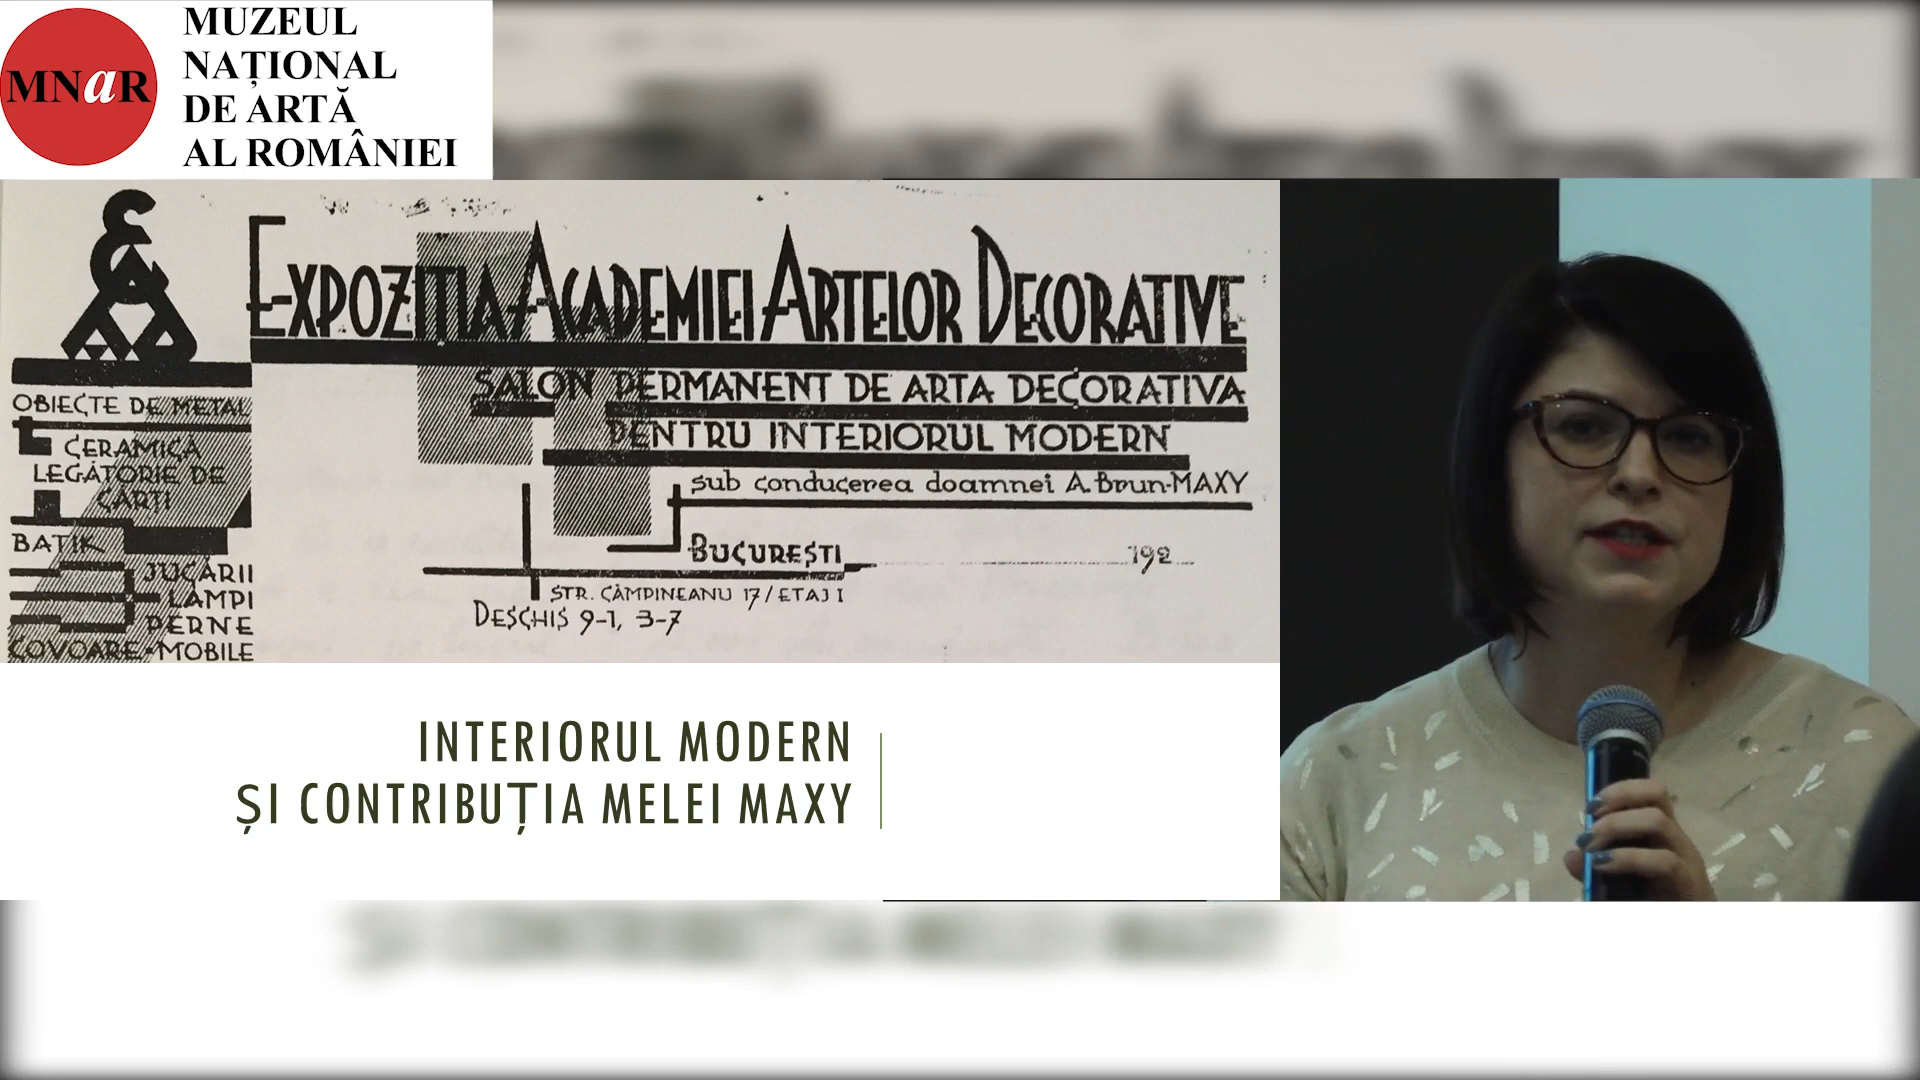 MNaR
MUZEUL
NAȚIONAL
DE ARTĂ
AL ROMÂNIEI
EXPOZIȚIA ACADEMIEI ARTELOR DECORATIVE
SALON PERMANENT DE ARTA DECORATIVA
PENTRU INTERIORUL MODERN
sub conducerea doamnei A.Brun-MAXY
BUCUREȘTI
192
STR. CÂMPINEANU 17 / ETAJ I
DESCHIS 9-1, 3-7
OBIECTE DE METAL
CERAMICA
LEGĂTORIE DE
CĂRȚI
BATIK
JUCĂRII
LAMPI
PERNE
COVOARE-MOBILE
INTERIORUL MODERN
ȘI CONTRIBUȚIA MELEI MAXY